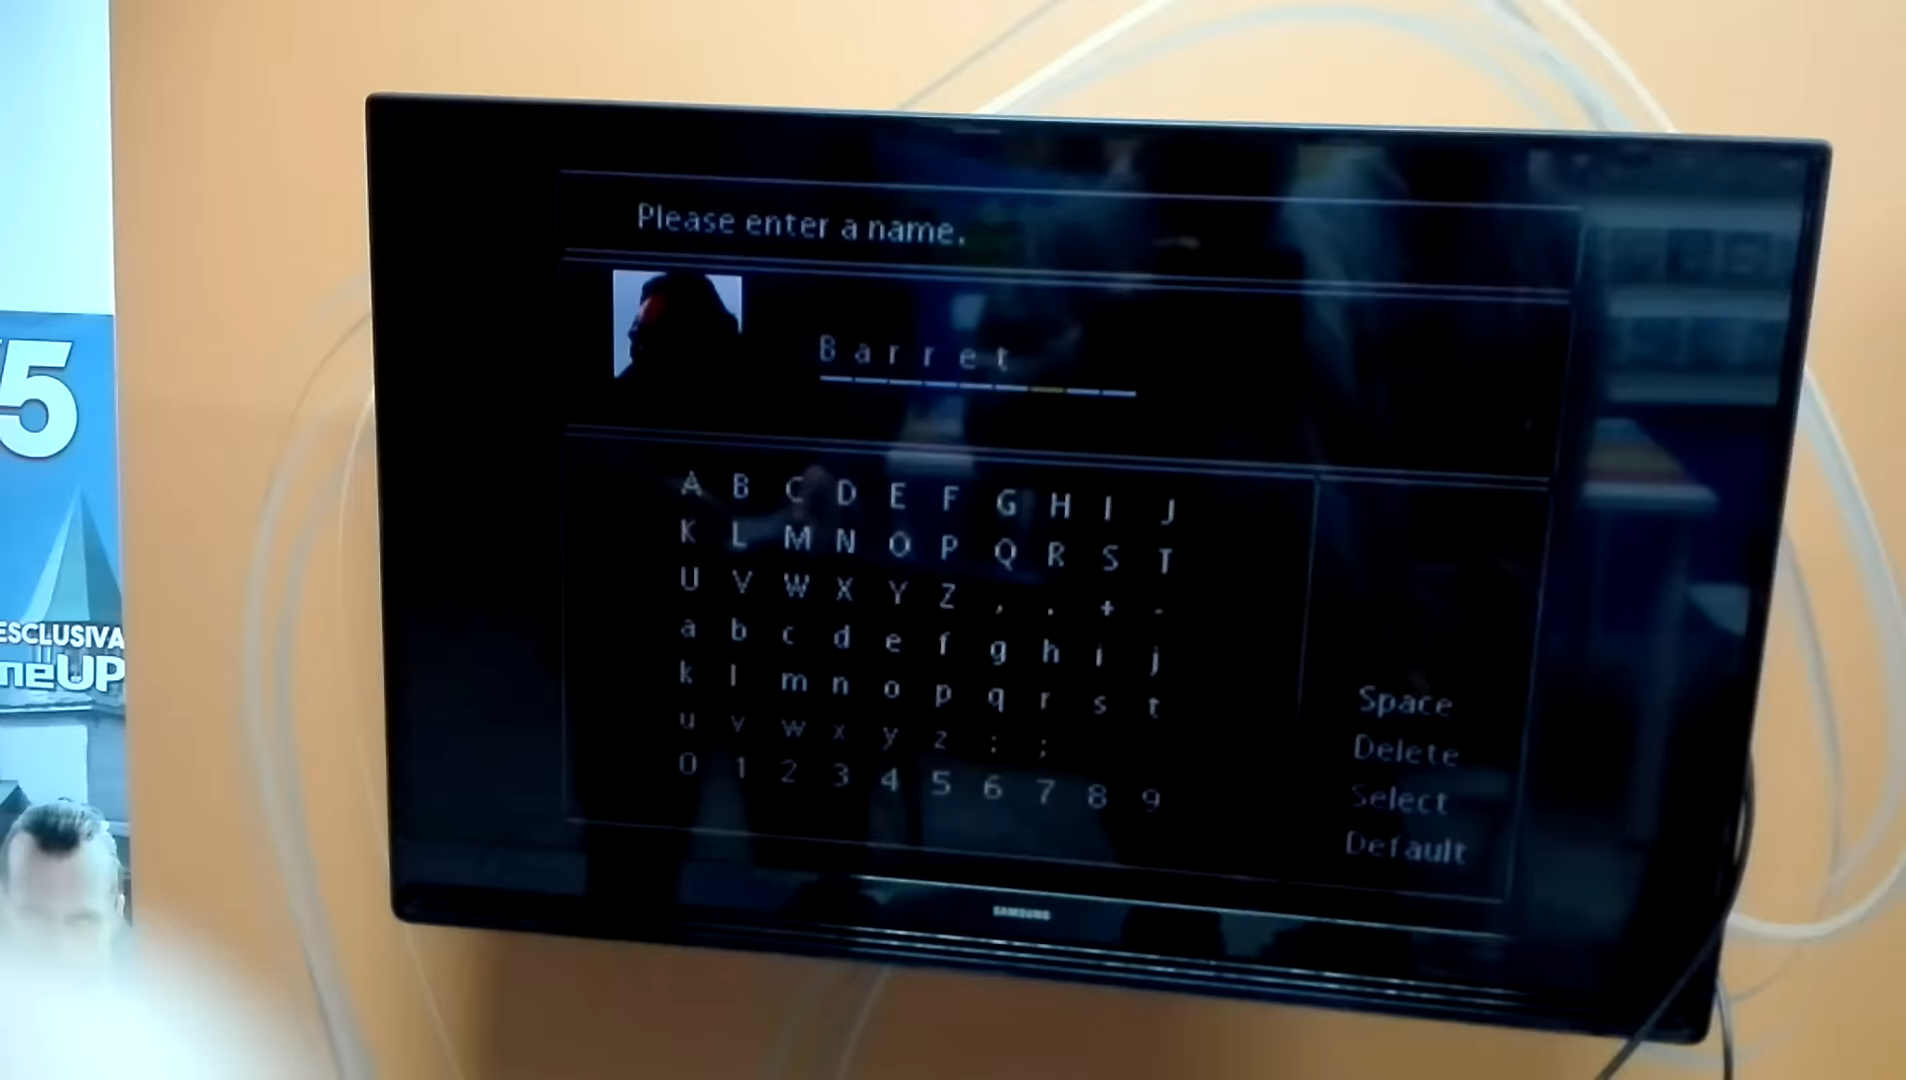 Please enter a name.
Barret
A B C D E F G H I J
K L M N O P Q R S T
U V W X Y Z , . + -
a b c d e f g h i j
k l m n o p q r s t
u v w x y z : ;
0 1 2 3 4 5 6 7 8 9
Space
Delete
Select
Default
SAMSUNG
5
ESCLUSIVA
meUP